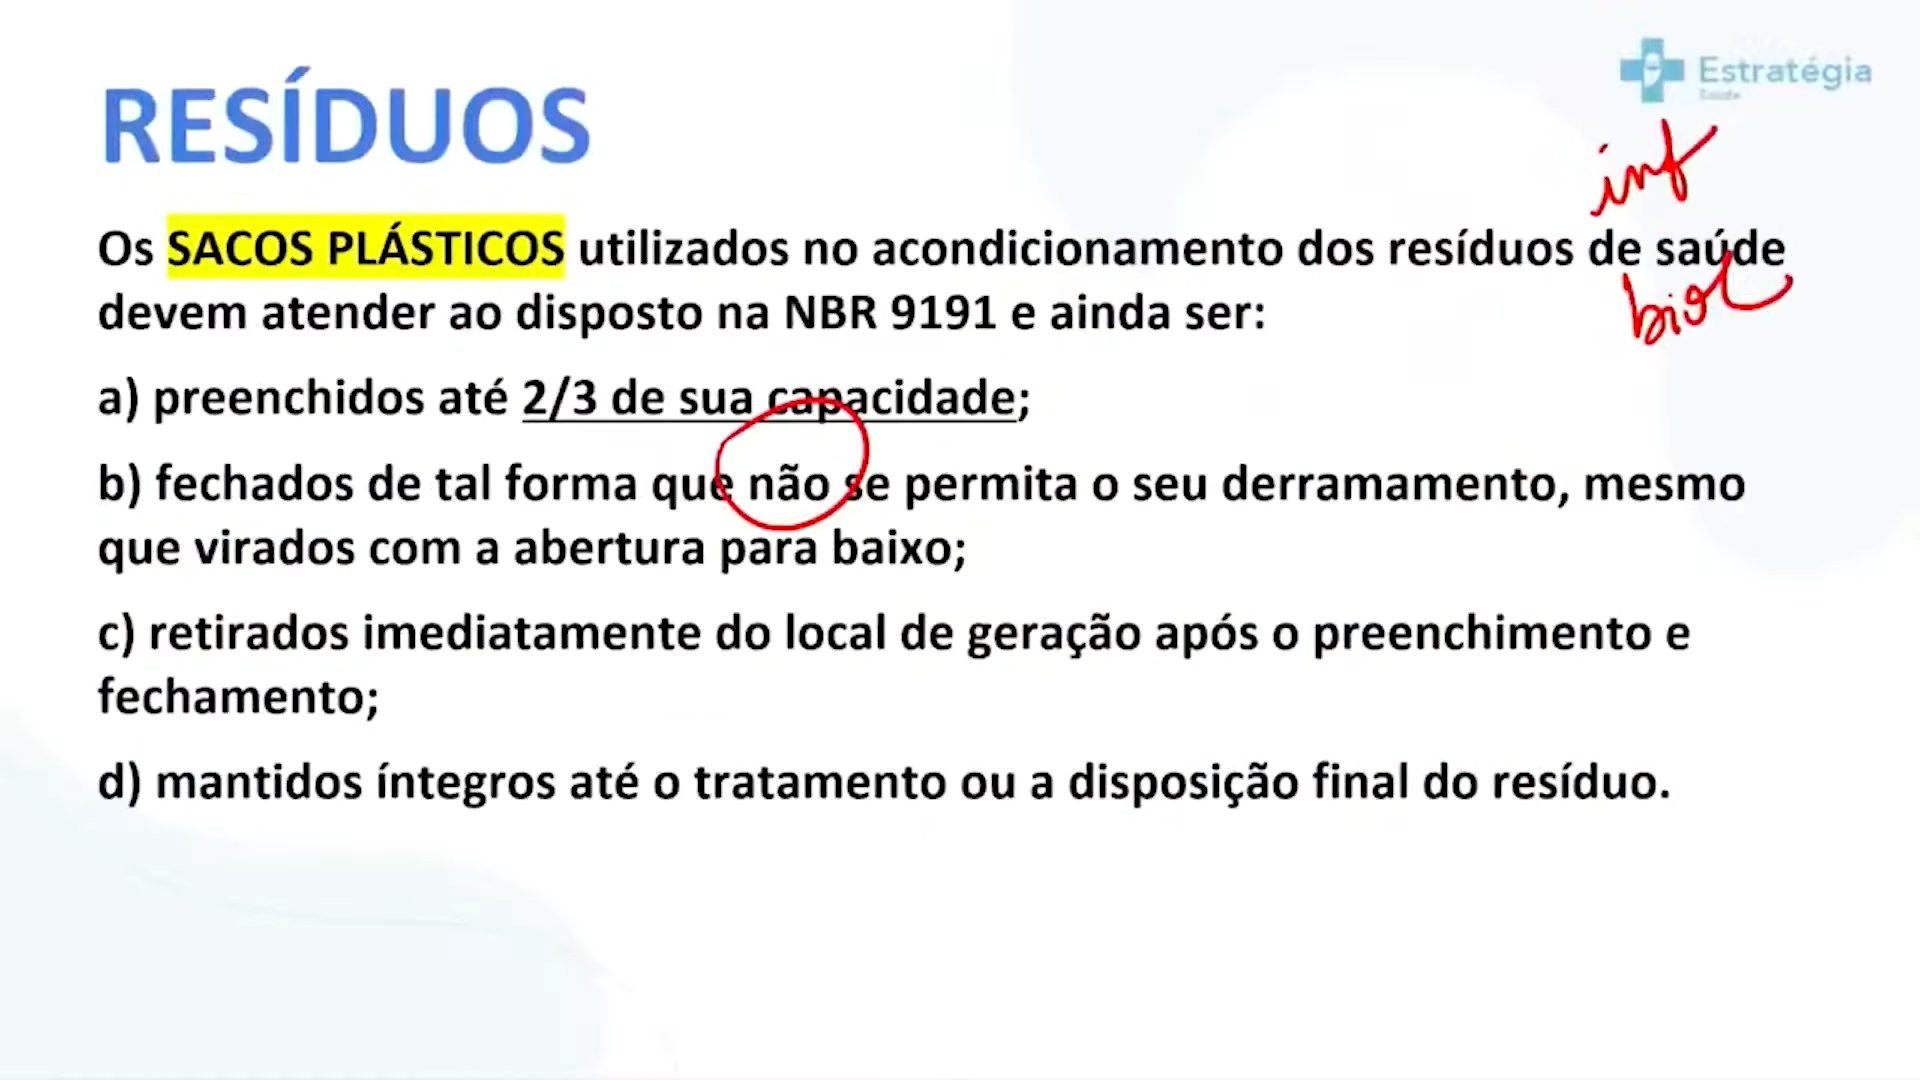 Estratégia
Saúde
RESÍDUOS
inf
Os SACOS PLÁSTICOS utilizados no acondicionamento dos resíduos de saúde
biol
devem atender ao disposto na NBR 9191 e ainda ser:
a) preenchidos até 2/3 de sua capacidade;
b) fechados de tal forma que não se permita o seu derramamento, mesmo
que virados com a abertura para baixo;
c) retirados imediatamente do local de geração após o preenchimento e
fechamento;
d) mantidos íntegros até o tratamento ou a disposição final do resíduo.